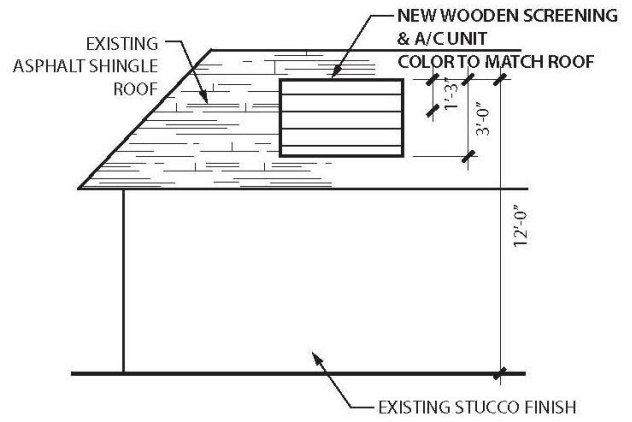 NEW WOODEN SCREENING
& A/C UNIT
COLOR TO MATCH ROOF
EXISTING
ASPHALT SHINGLE
ROOF
1'-3"
3'-0"
12'-0"
EXISTING STUCCO FINISH